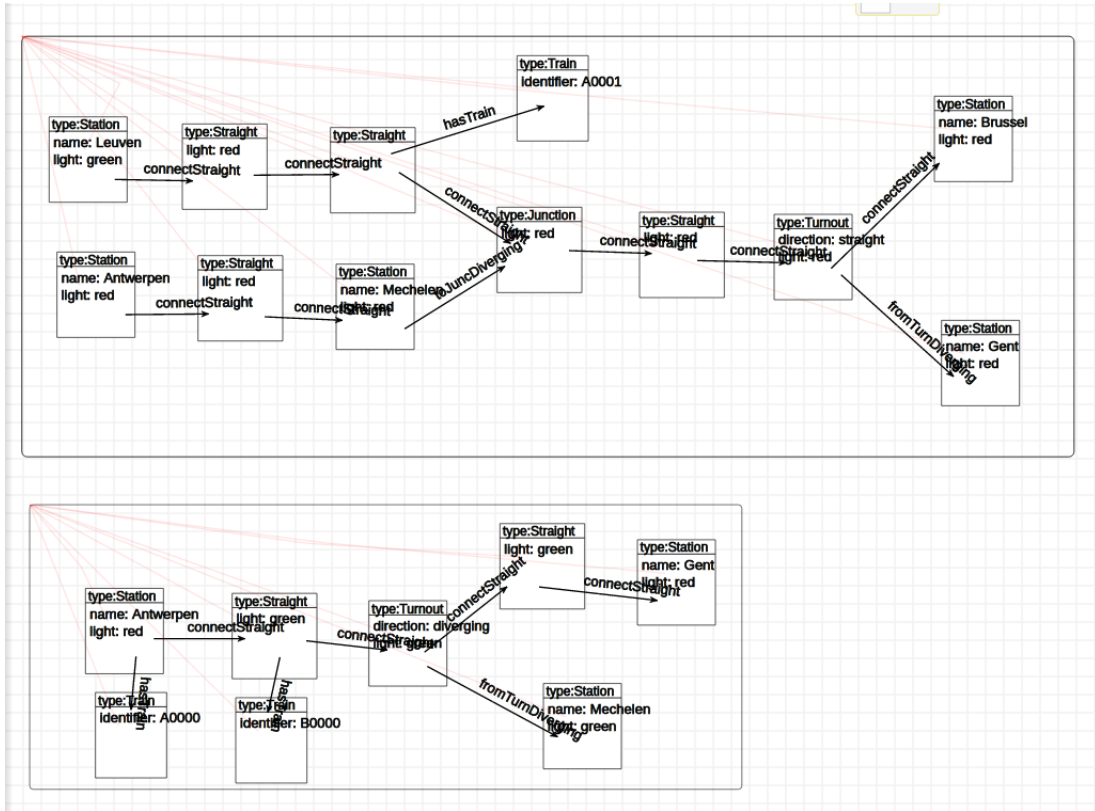 type:Train
identifier: A0001
hasTrain
type:Station
name: Leuven
light: green
connectStraight
type:Straight
light: red
connectStraight
type:Straight
type:Station
name: Brussel
light: red
connectStraight
connectStraight
type:Junction
light: red
connectStraight
type:Straight
light: red
connectStraight
type:Turnout
direction: straight
light: red
type:Station
name: Antwerpen
light: red
connectStraight
type:Straight
light: red
connectStraight
type:Station
name: Mechelen
light: red
toJuncDiverging
fromTurnDiverging
type:Station
name: Gent
light: red
type:Straight
light: green
connectStraight
type:Station
name: Gent
light: red
connectStraight
type:Station
name: Antwerpen
light: red
connectStraight
type:Straight
light: green
connectStraight
type:Turnout
direction: diverging
light: green
hasTrain
type:Train
identifier: A0000
hasTrain
type:Train
identifier: B0000
fromTurnDiverging
type:Station
name: Mechelen
light: green